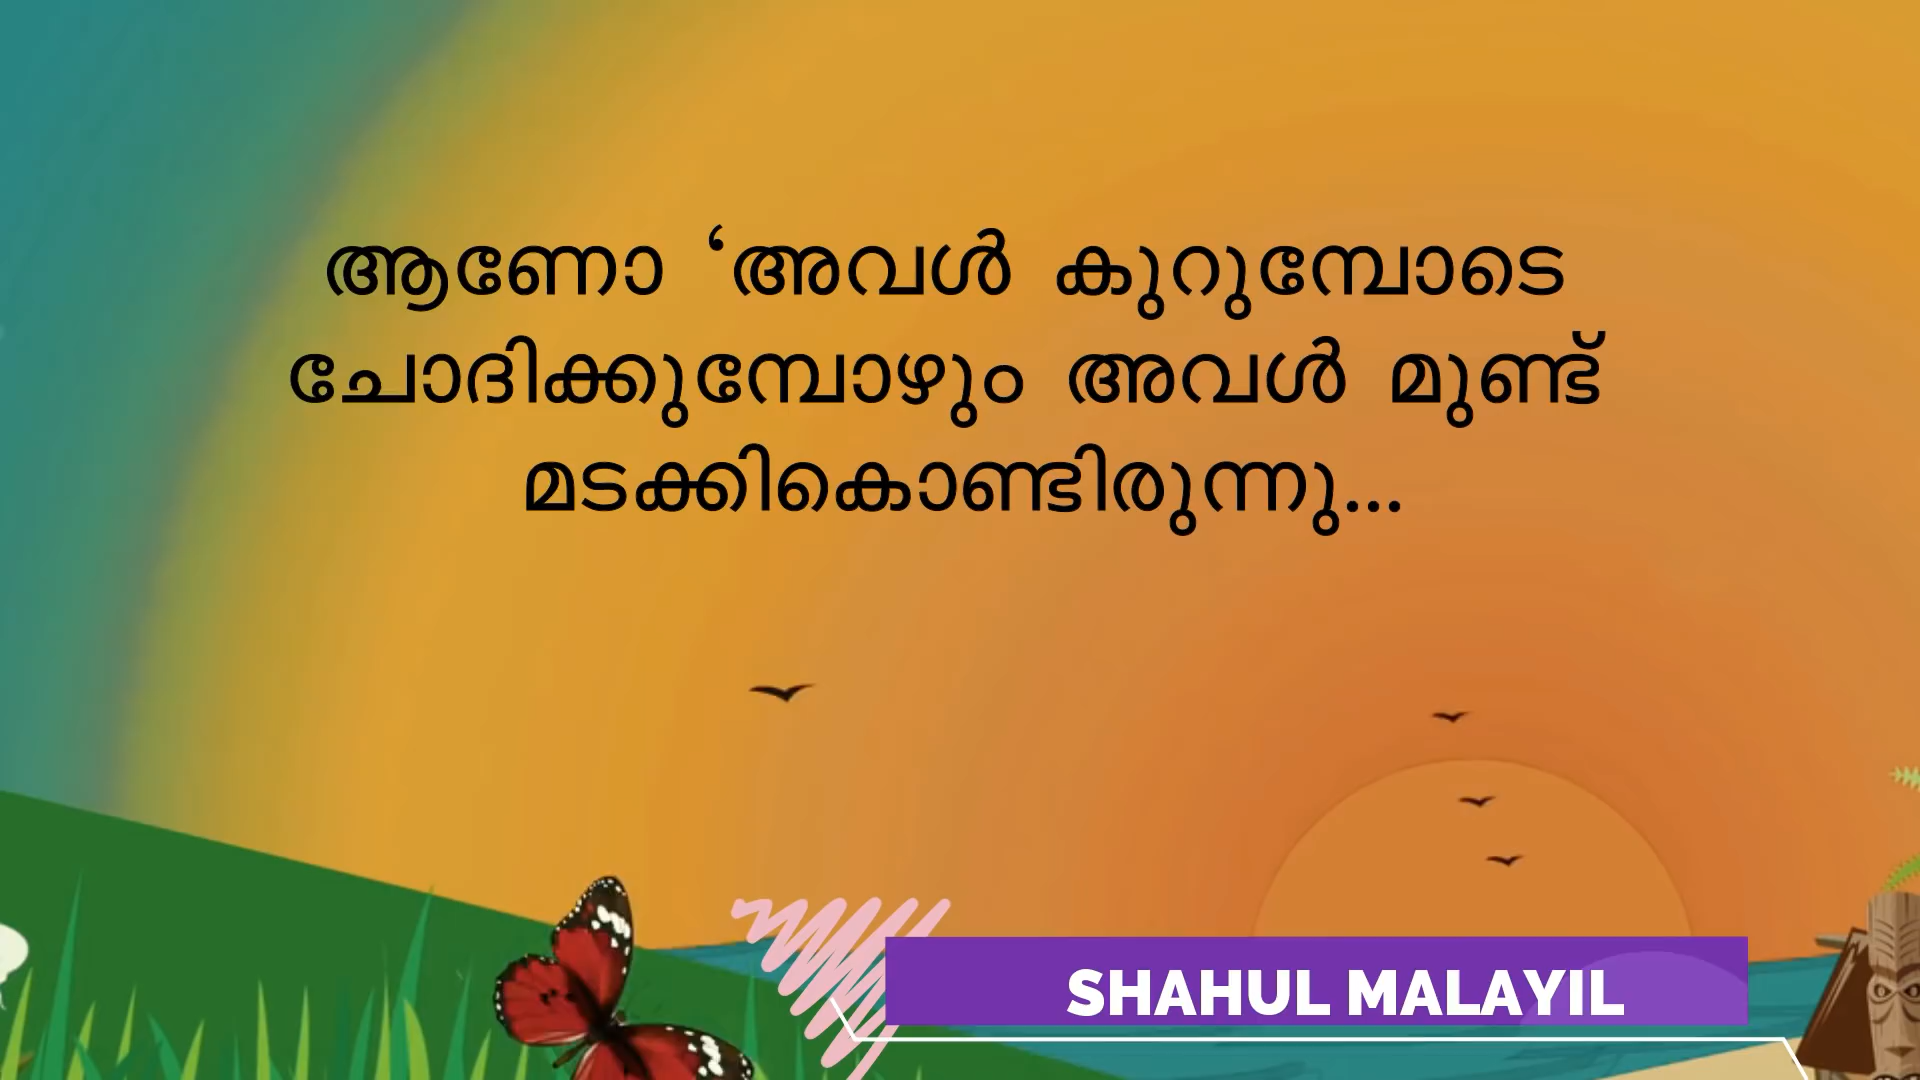 ആണോ ‘അവൾ കുറുമ്പോടെ
ചോദിക്കുമ്പോഴും അവൾ മുണ്ട്
മടക്കികൊണ്ടിരുന്നു...
SHAHUL MALAYIL